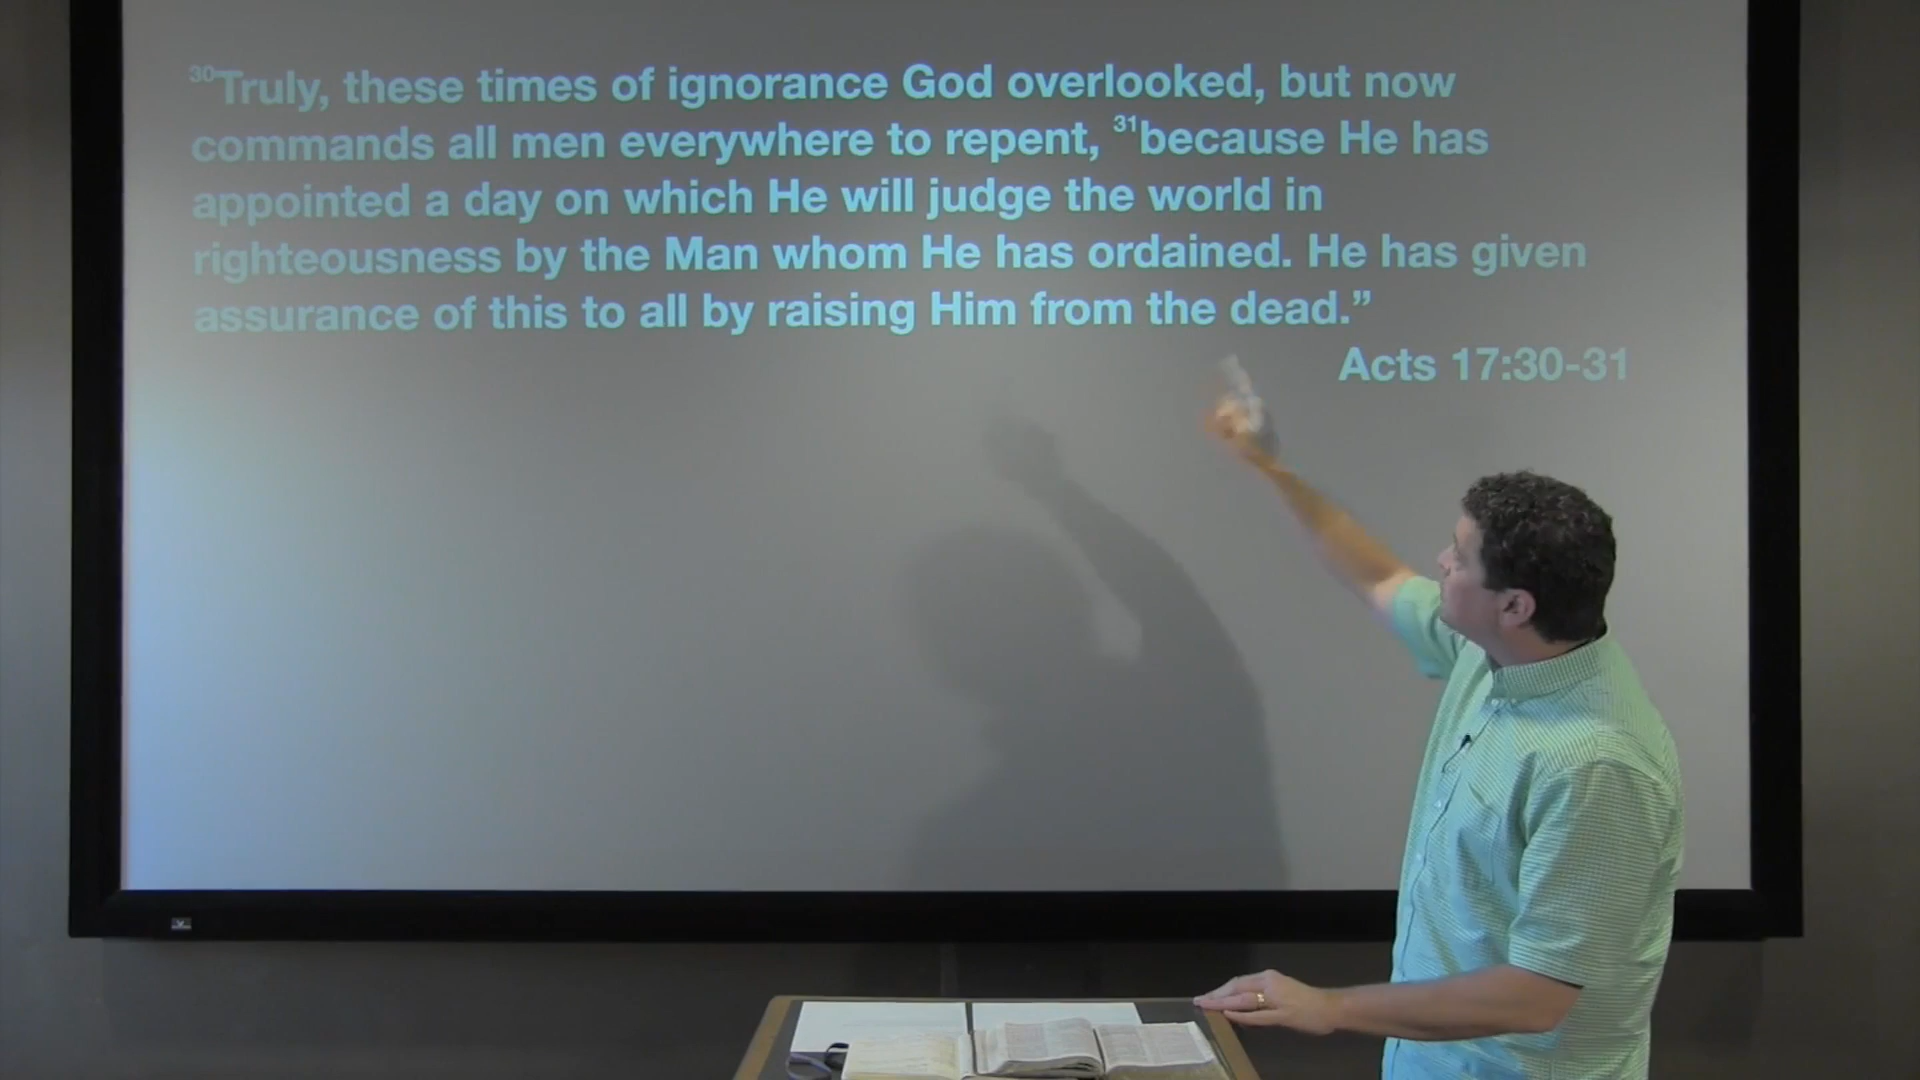 30Truly, these times of ignorance God overlooked, but now
commands all men everywhere to repent, 31because He has
appointed a day on which He will judge the world in
righteousness by the Man whom He has ordained. He has given
assurance of this to all by raising Him from the dead.”
Acts 17:30-31